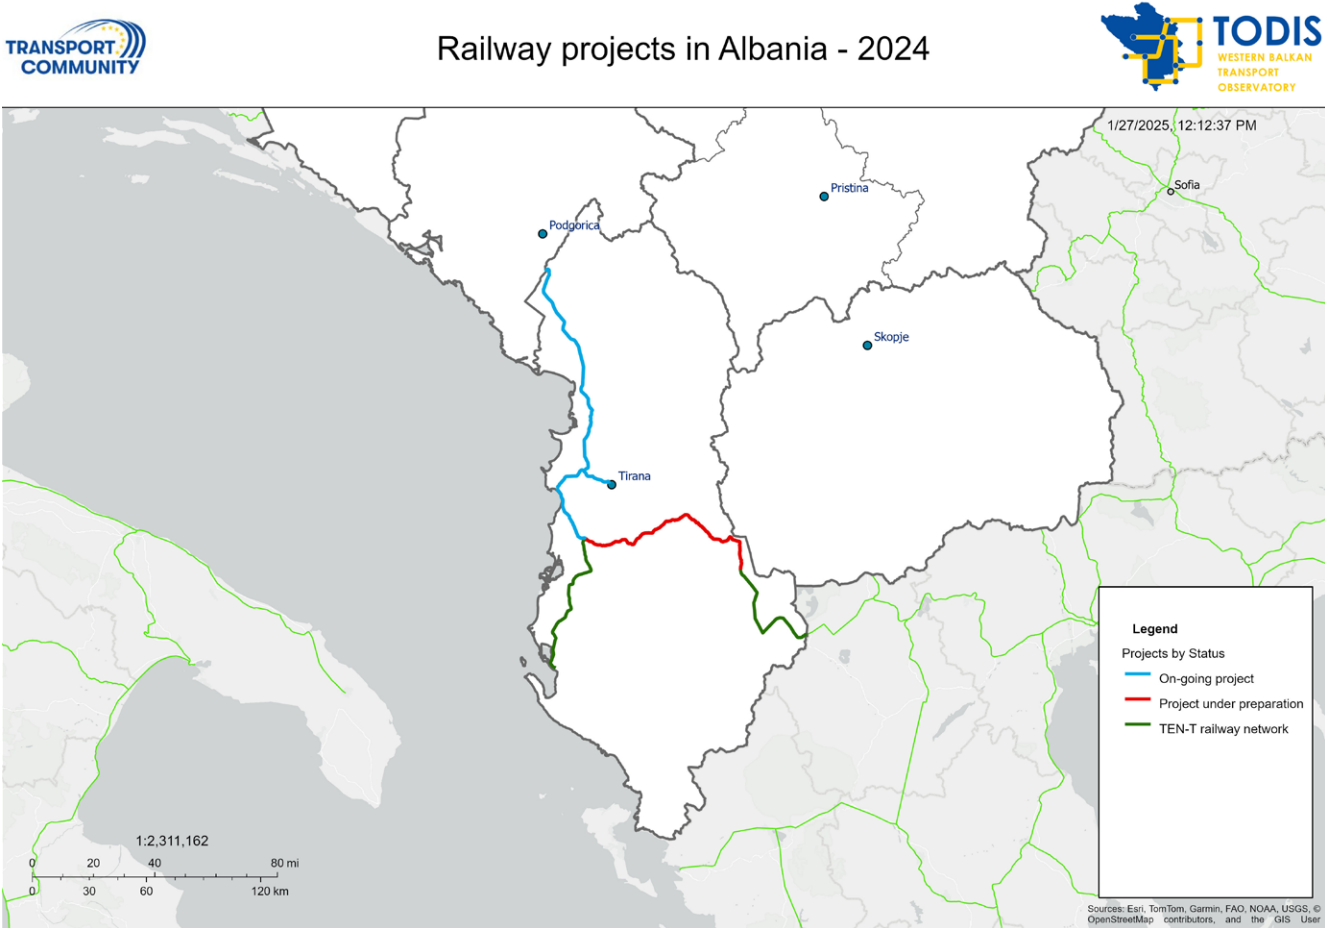 TRANSPORT
COMMUNITY
Railway projects in Albania - 2024
TODIS
WESTERN BALKAN
TRANSPORT
OBSERVATORY
1/27/2025, 12:12:37 PM
Sofia
Pristina
Podgorica
Skopje
Tirana
Legend
Projects by Status
On-going project
Project under preparation
TEN-T railway network
1:2,311,162
0 20 40 80 mi
0 30 60 120 km
Sources: Esri, TomTom, Garmin, FAO, NOAA, USGS, ©
OpenStreetMap contributors, and the GIS User